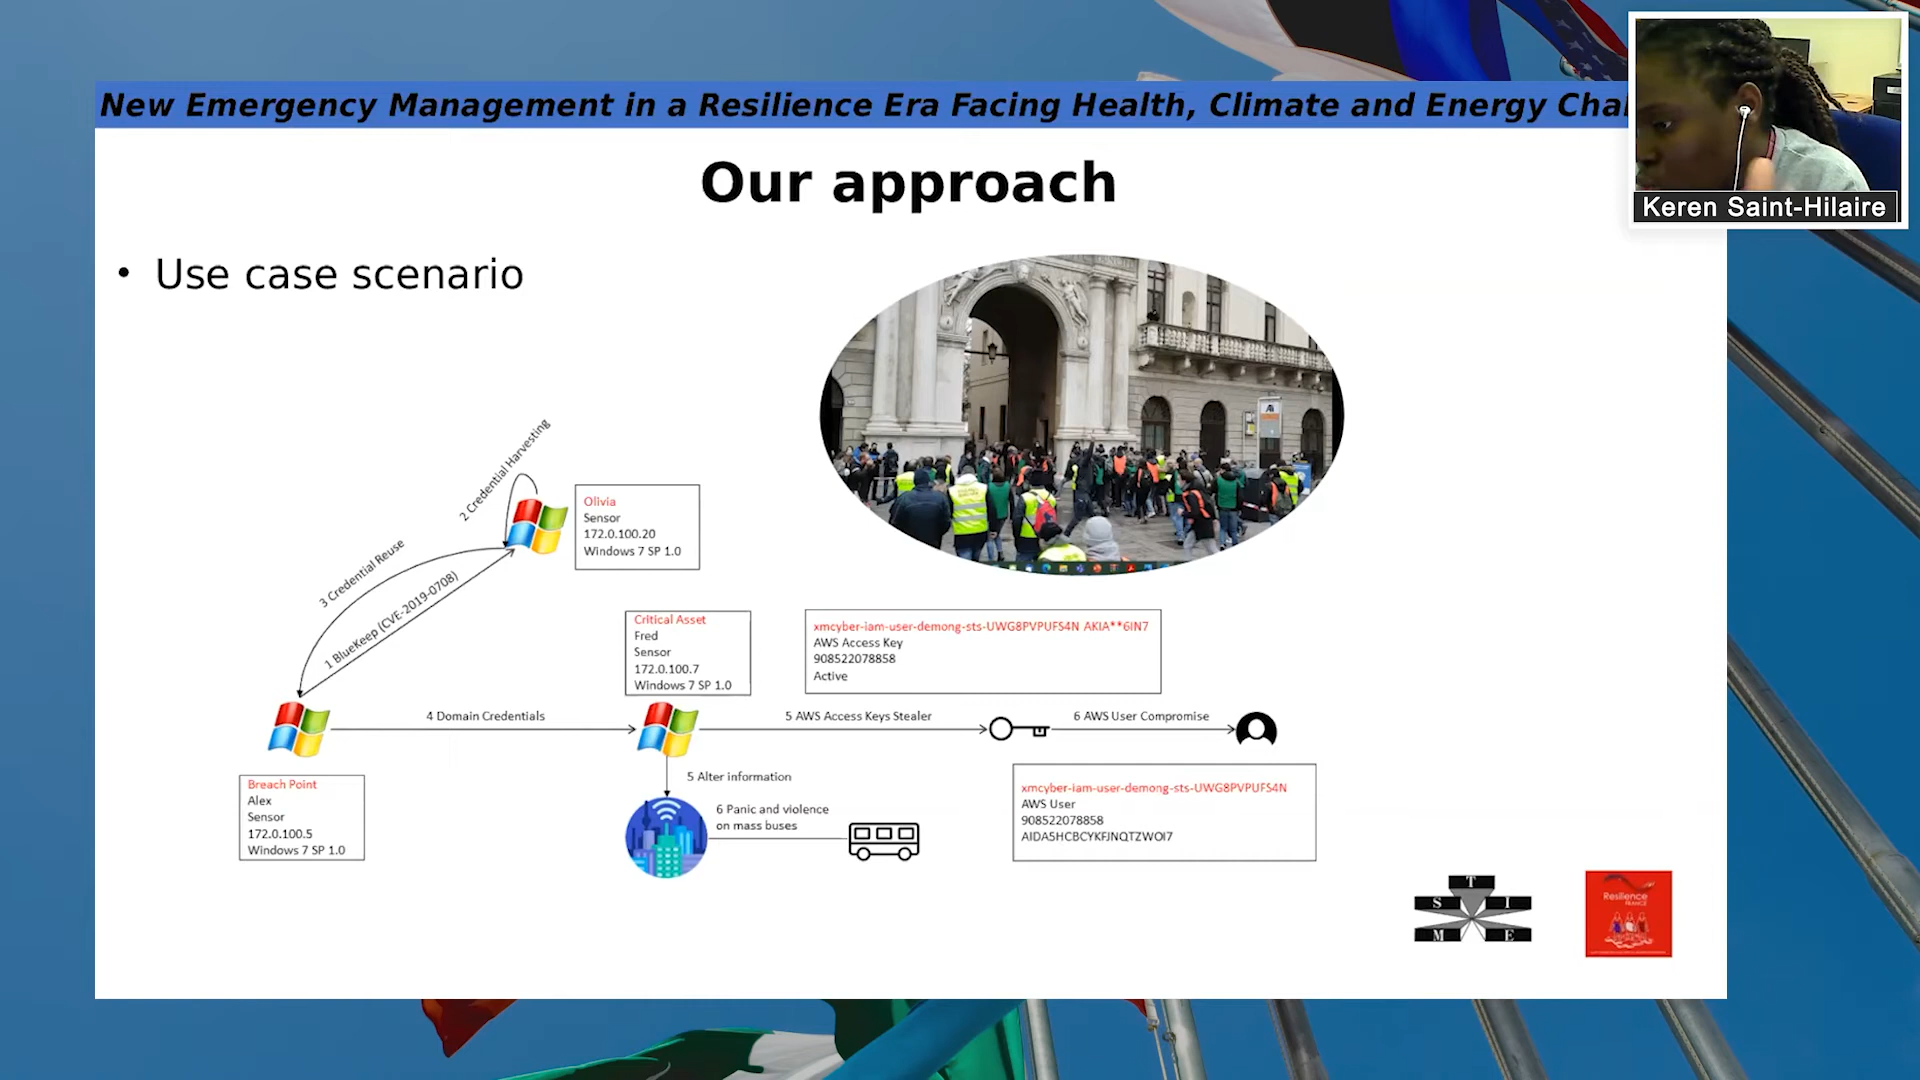 New Emergency Management in a Resilience Era Facing Health, Climate and Energy Chal
Keren Saint-Hilaire
Our approach
• Use case scenario
2 Credential Harvesting
Olivia
Sensor
172.0.100.20
Windows 7 SP 1.0
3 Credential Reuse
1 BlueKeep (CVE-2019-0708)
Critical Asset
Fred
Sensor
172.0.100.7
Windows 7 SP 1.0
xmcyber-iam-user-demong-sts-UWG8PVPUFS4N AKIA**6IN7
AWS Access Key
908522078858
Active
4 Domain Credentials
5 AWS Access Keys Stealer
6 AWS User Compromise
Breach Point
Alex
Sensor
172.0.100.5
Windows 7 SP 1.0
5 Alter information
6 Panic and violence
on mass buses
xmcyber-iam-user-demong-sts-UWG8PVPUFS4N
AWS User
908522078858
AIDA5HCBCYKFJNQTZWOI7
T
S I
M E
Resilience
FRANCE